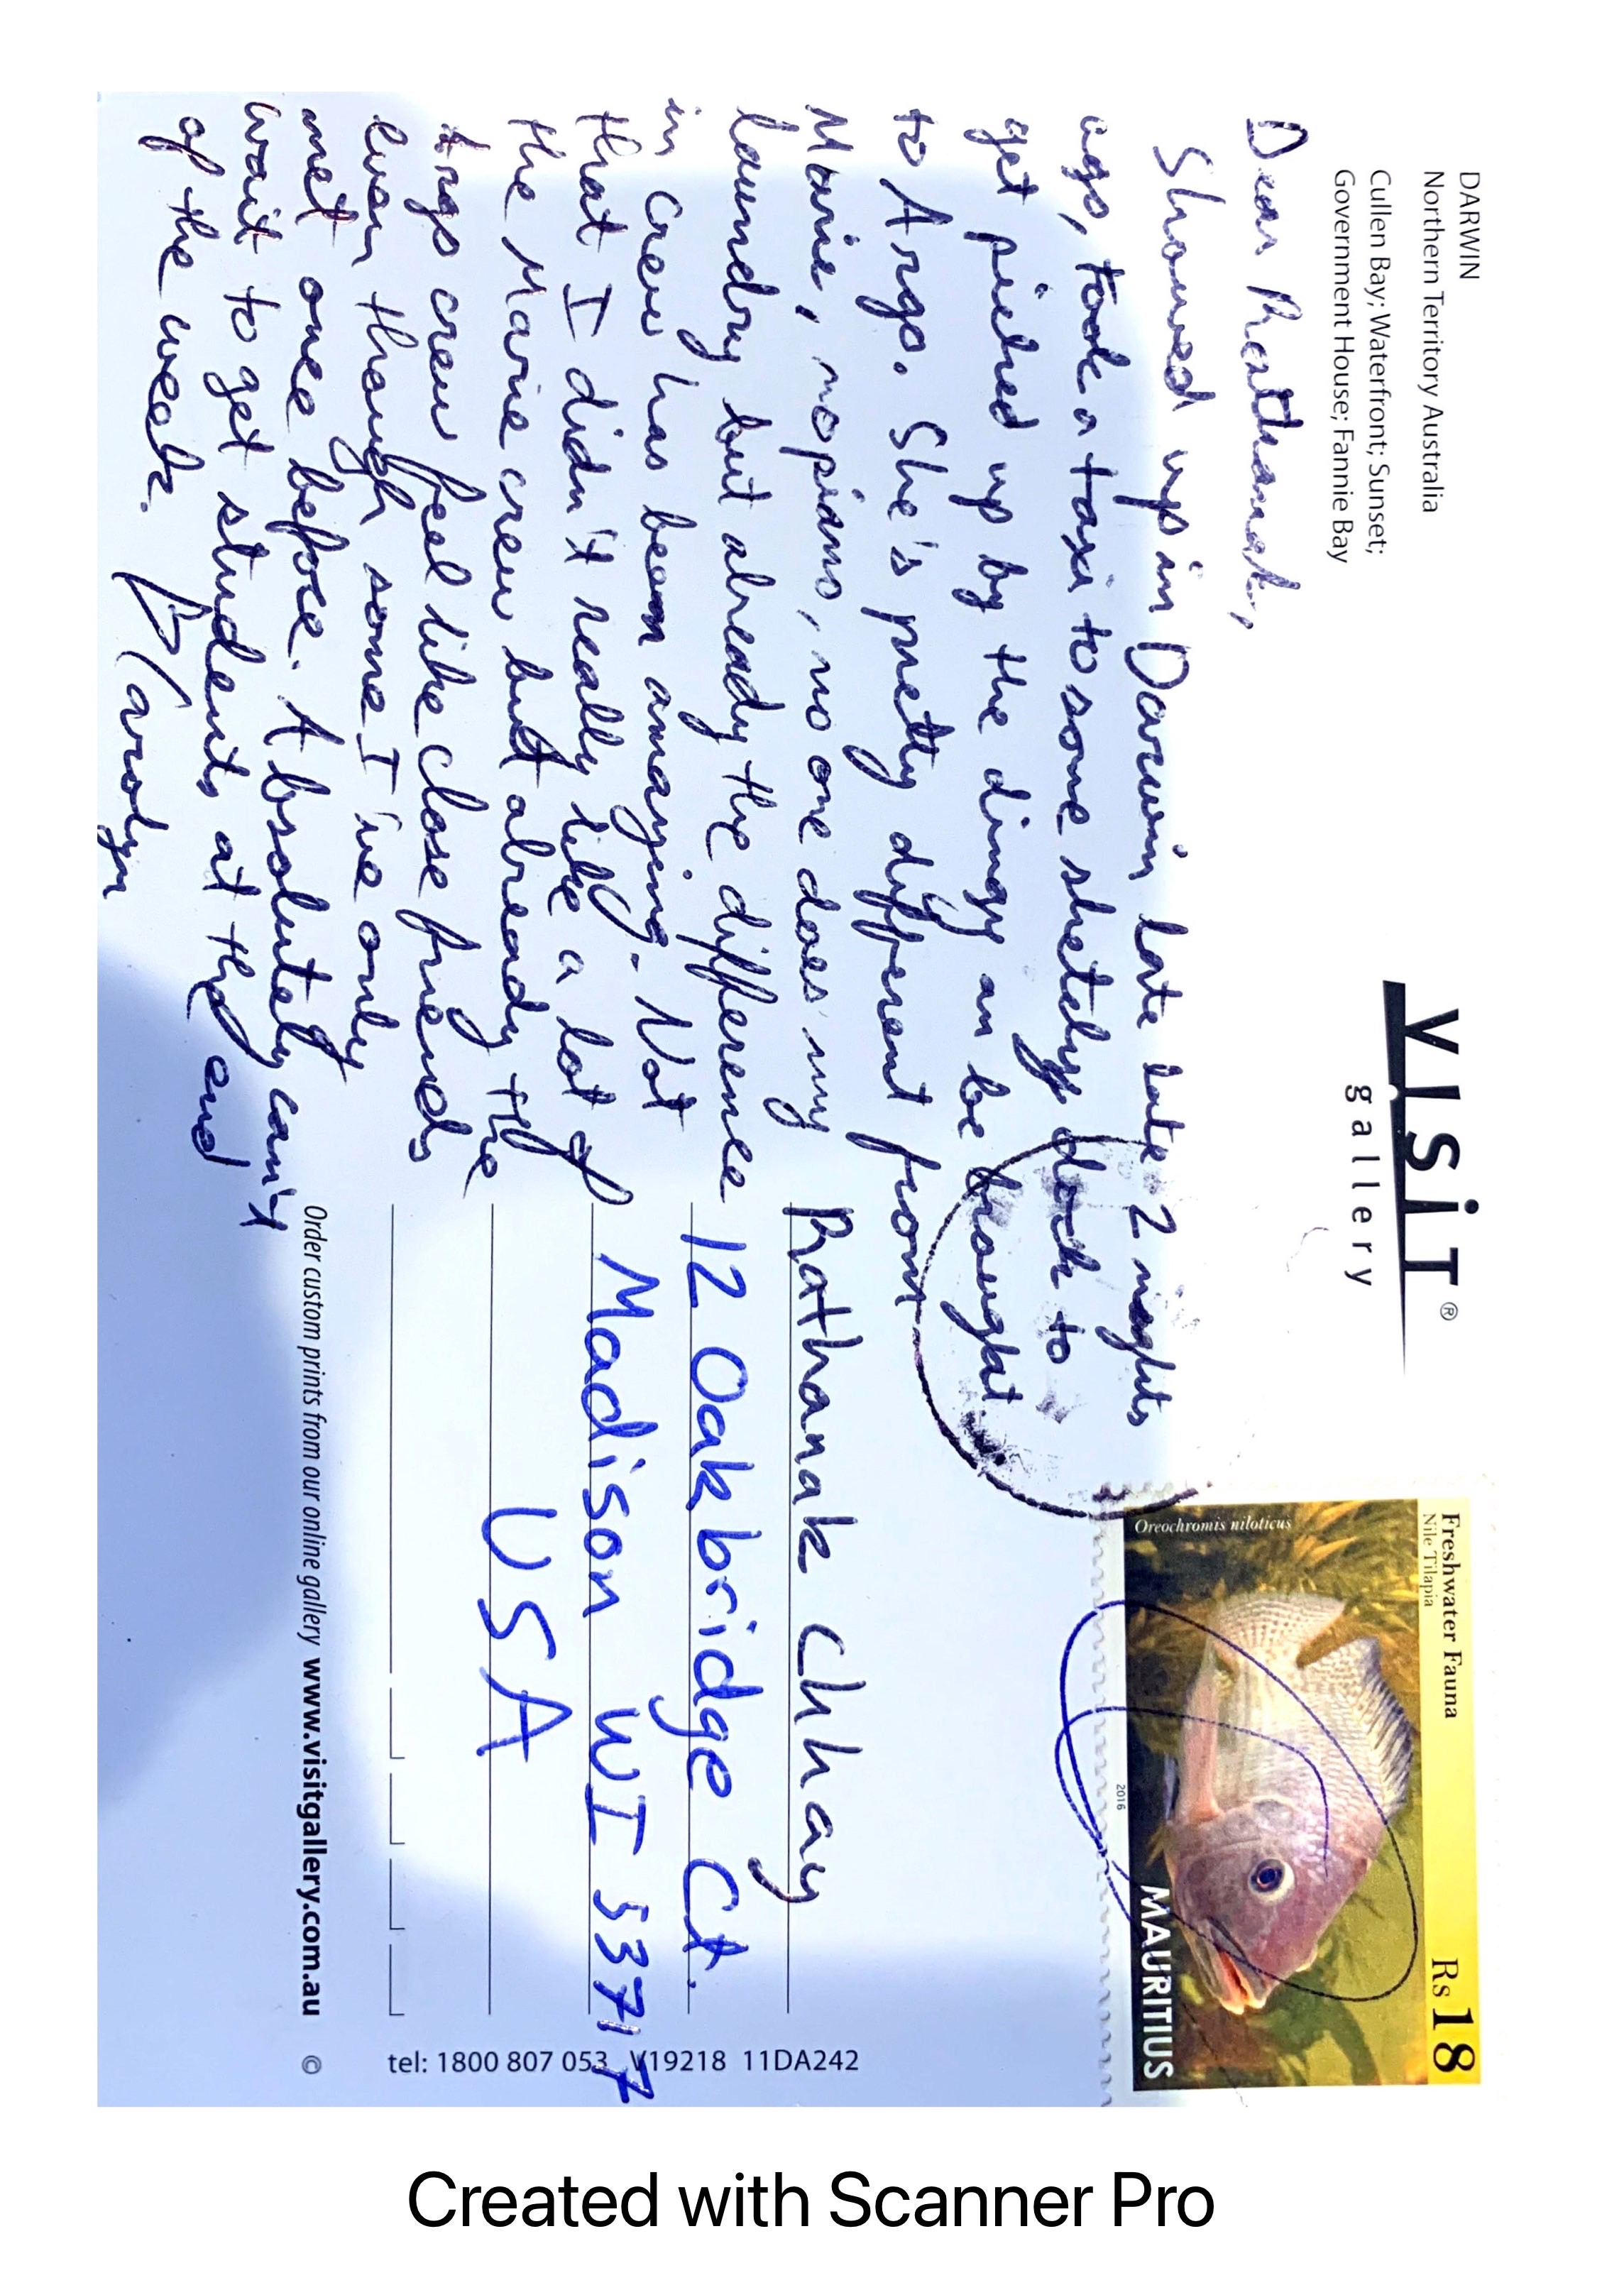 DARWIN
Northern Territory Australia
Cullen Bay; Waterfront; Sunset;
Government House; Fannie Bay
VISiT®
gallery
Freshwater Fauna
Nile Tilapia
Rs 18
Oreochromis niloticus
MAURITIUS
2016
Dear Rathanak,
Showed up in Darwin late late 2 nights
ago, took a taxi to some sketchy dock to
get picked up by the dingy an be brought
to Argo. She's pretty different from
Marie, no piano, no one does my
laundry but already the difference
in crew has been amazing. Not
that I didn't really like a lot of
the Marie crew but already the
Argo crew feel like close friends
even though some I've only
met once before. Absolutely can't
wait to get students at the end
of the week.
Carolyn
Rathanak Chhay
12 Oakbridge Ct.
Madison WI 53717
USA
Order custom prints from our online gallery www.visitgallery.com.au ©
tel: 1800 807 053 V19218 11DA242
Created with Scanner Pro